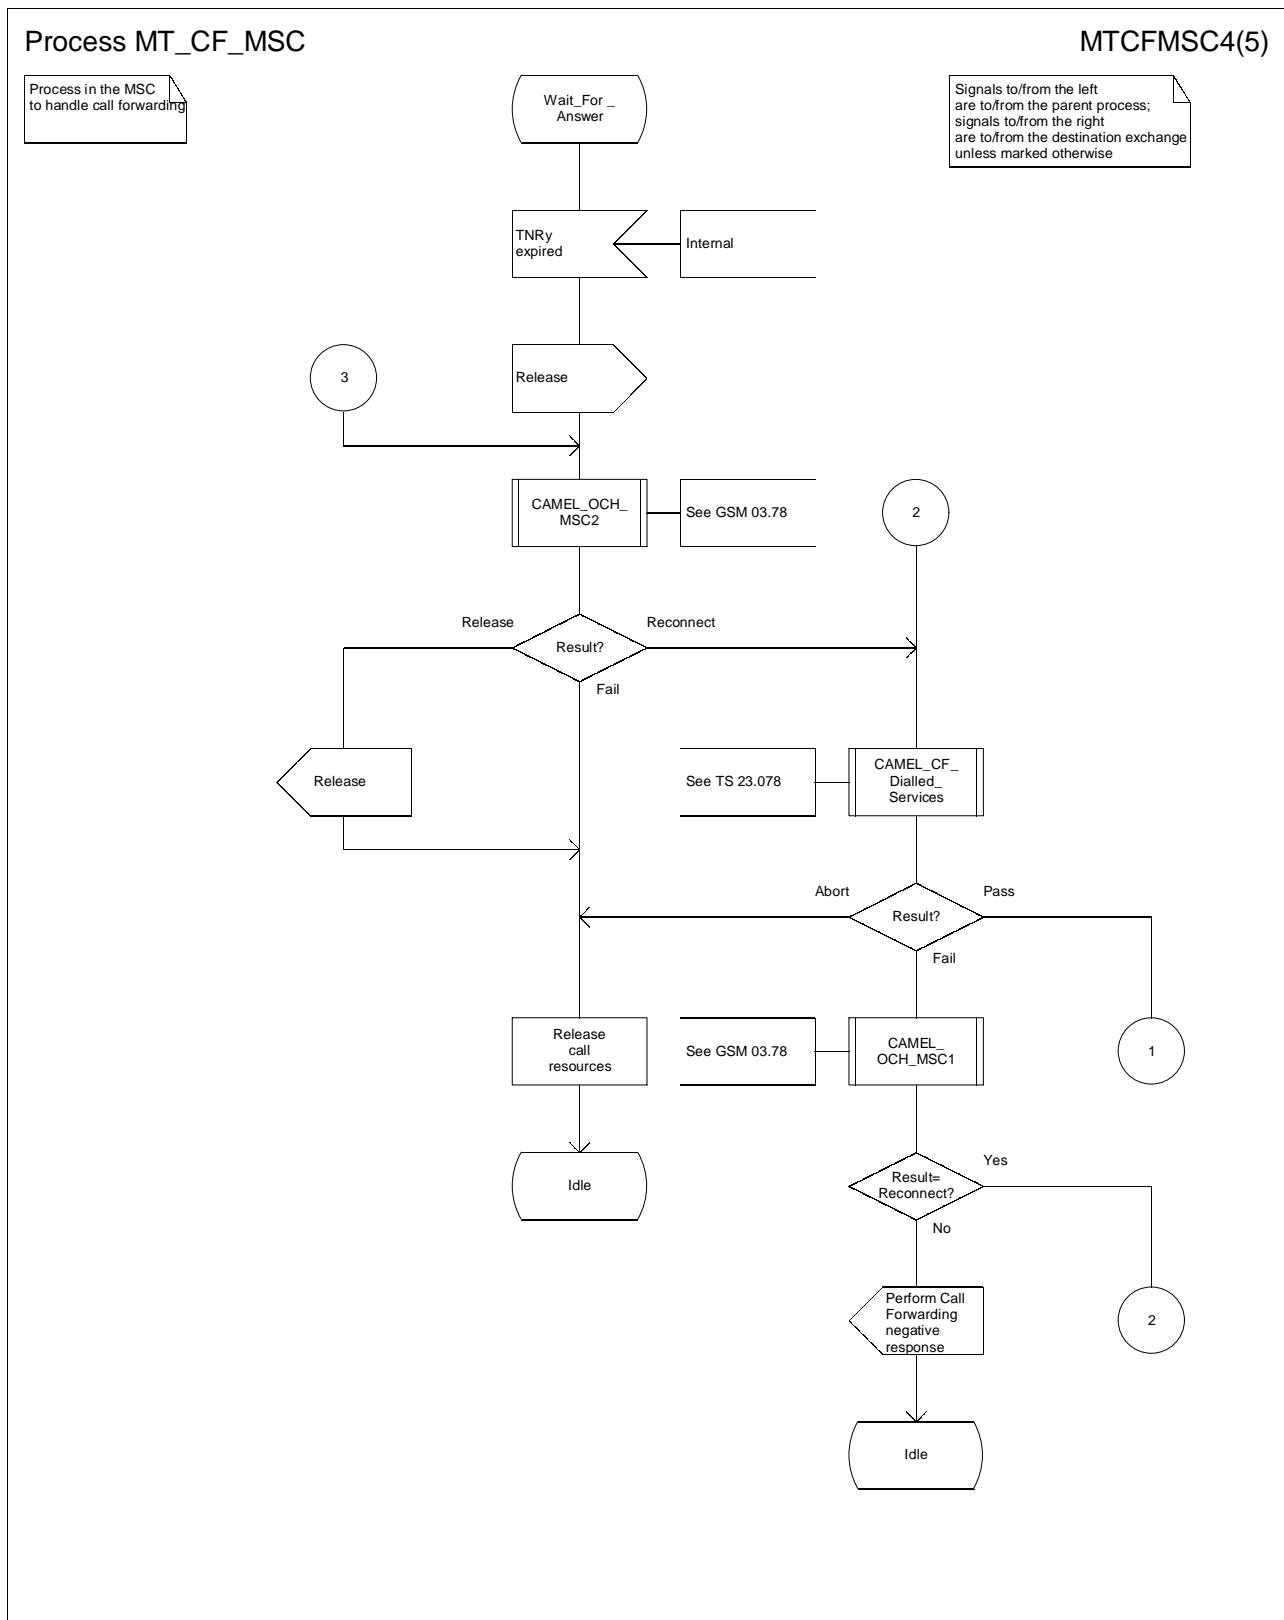 Process MT_CF_MSC
MTCFMSC4(5)
Process in the MSC
to handle call forwarding
Wait_For _
Answer
Signals to/from the left
are to/from the parent process;
signals to/from the right
are to/from the destination exchange
unless marked otherwise
TNRy
expired
Internal
3
Release
CAMEL_OCH_
MSC2
See GSM 03.78
2
Release
Result?
Reconnect
Fail
Release
See TS 23.078
CAMEL_CF_
Dialled_
Services
Abort
Result?
Pass
Fail
Release
call
resources
See GSM 03.78
CAMEL_
OCH_MSC1
1
Idle
Result=
Reconnect?
Yes
No
Perform Call
Forwarding
negative
response
2
Idle